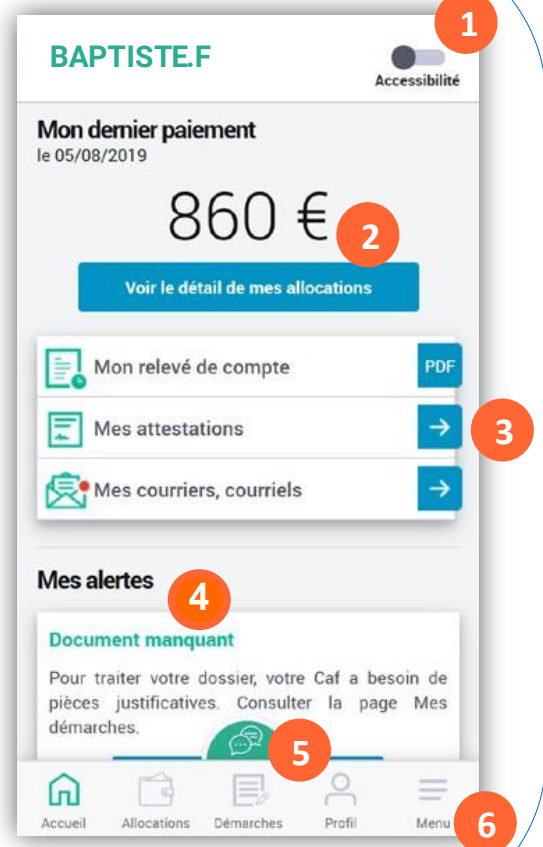 1
BAPTISTE.F
Accessibilité
Mon dernier paiement
le 05/08/2019
860 €
2
Voir le détail de mes allocations
Mon relevé de compte PDF
Mes attestations
3
Mes courriers, courriels
Mes alertes
4
Document manquant
Pour traiter votre dossier, votre Caf a besoin de
pièces justificatives. Consulter la page Mes
démarches.
5
Accueil Allocations Démarches Profil Menu
6